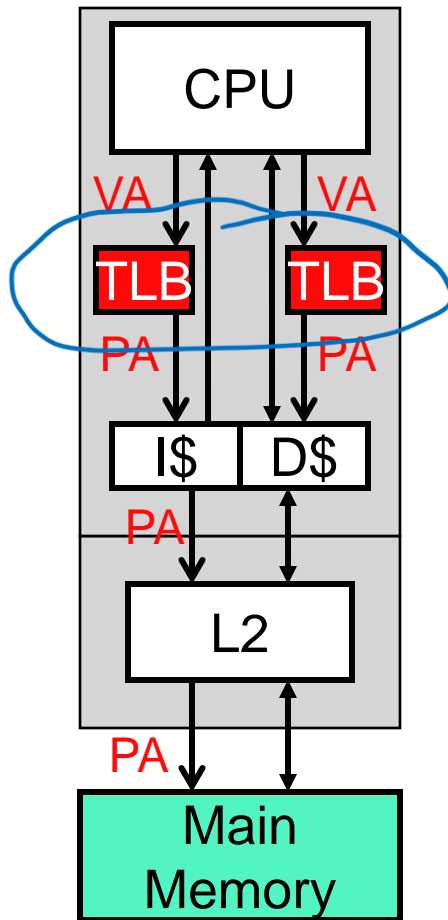 CPU
VA VA
TLB TLB
PA PA
I$ D$
PA
L2
PA
Main
Memory